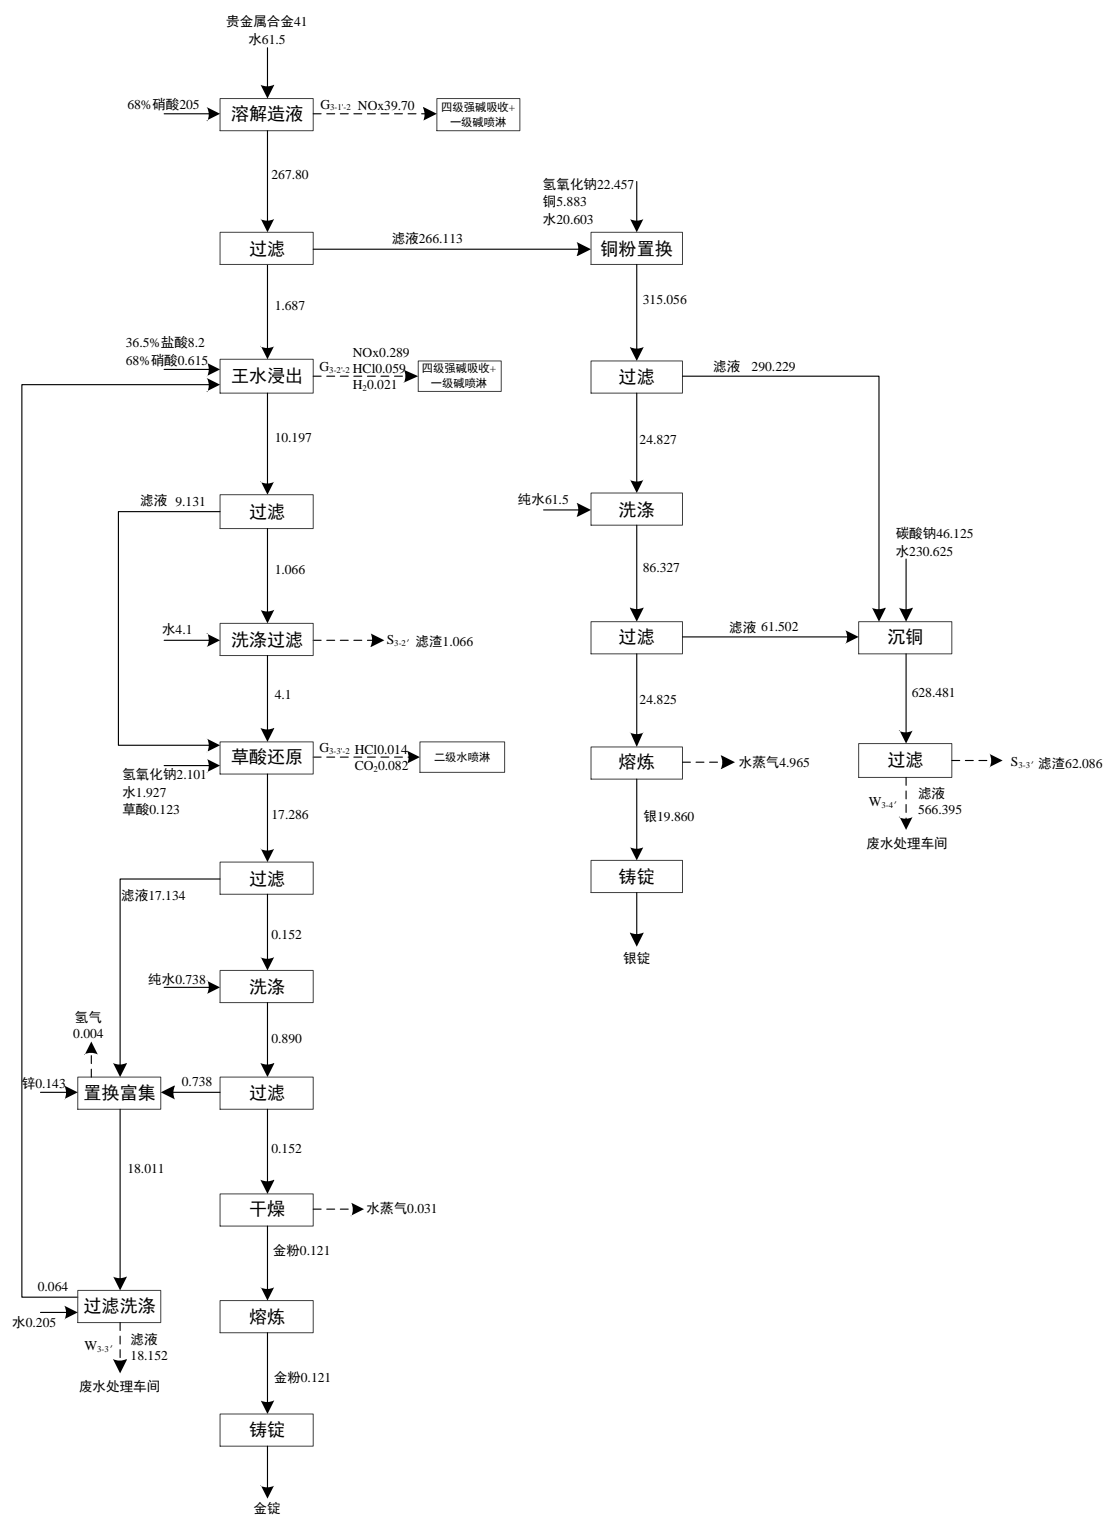 贵金属合金41
水61.5
68%硝酸205
溶解造液
G3-1'-2 NOx39.70
四级强碱吸收+
一级碱喷淋
267.80
过滤
滤液266.113
氢氧化钠22.457
铜5.883
水20.603
铜粉置换
1.687
315.056
36.5%盐酸8.2
68%硝酸0.615
王水浸出
G3-2'-2
NOx0.289
HCl0.059
H20.021
四级强碱吸收+
一级碱喷淋
过滤
滤液 290.229
10.197
24.827
滤液 9.131
过滤
纯水61.5
洗涤
1.066
86.327
碳酸钠46.125
水230.625
水4.1
洗涤过滤
S3-2' 滤渣1.066
过滤
滤液 61.502
沉铜
4.1
24.825
628.481
草酸还原
G3-3'-2
HCl0.014
CO20.082
二级水喷淋
氢氧化钠2.101
水1.927
草酸0.123
熔炼
水蒸气4.965
过滤
S3-3' 滤渣62.086
17.286
银19.860
W3-4'
滤液
566.395
废水处理车间
过滤
滤液17.134
铸锭
0.152
银锭
纯水0.738
洗涤
氢气
0.004
0.890
锌0.143
置换富集
0.738
过滤
18.011
0.152
干燥
水蒸气0.031
金粉0.121
0.064
过滤洗涤
水0.205
熔炼
W3-3'
滤液
18.152
废水处理车间
金粉0.121
铸锭
金锭